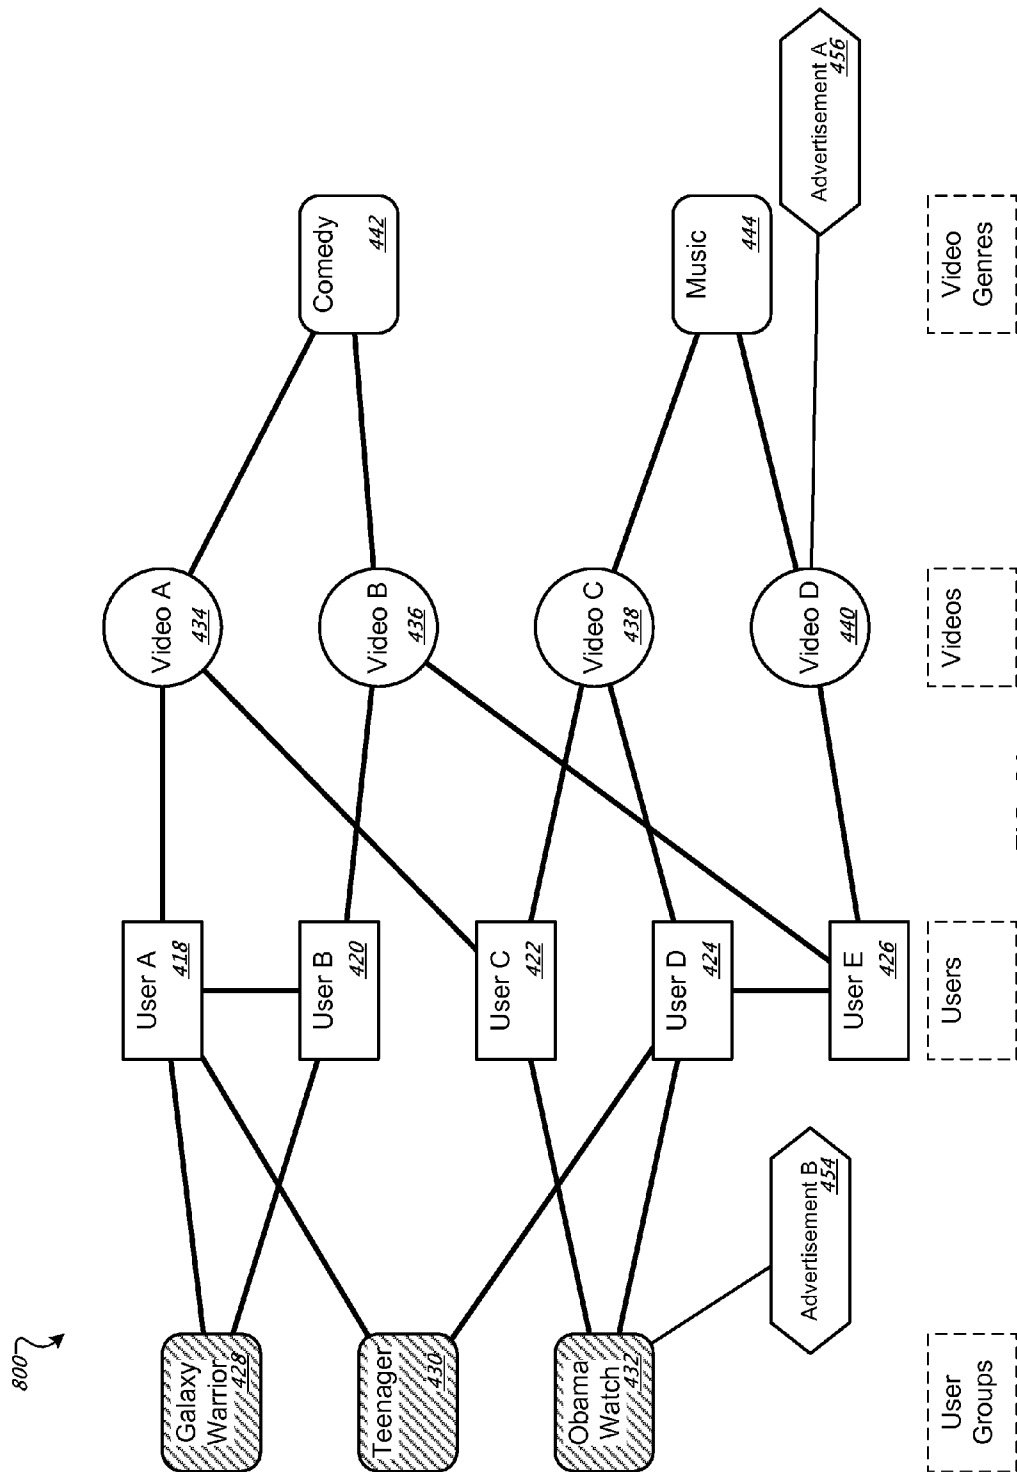 800
Galaxy
Warrior
428
Teenager
430
Obama
Watch
432
Advertisement B
454
User
Groups
User A
418
User B
420
User C
422
User D
424
User E
426
Users
Video A
434
Video B
436
Video C
438
Video D
440
Videos
Comedy
442
Music
444
Advertisement A
456
Video
Genres